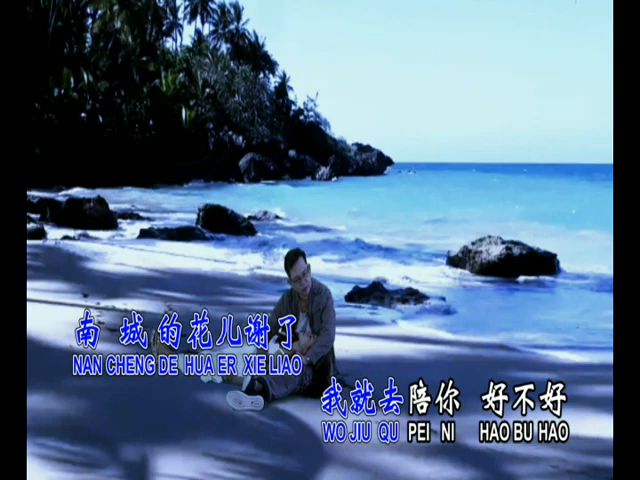 南 城 的 花 儿 谢 了
NAN CHENG DE HUA ER XIE LIAO
我就去陪你 好不好
WO JIU QU PEI NI HAO BU HAO